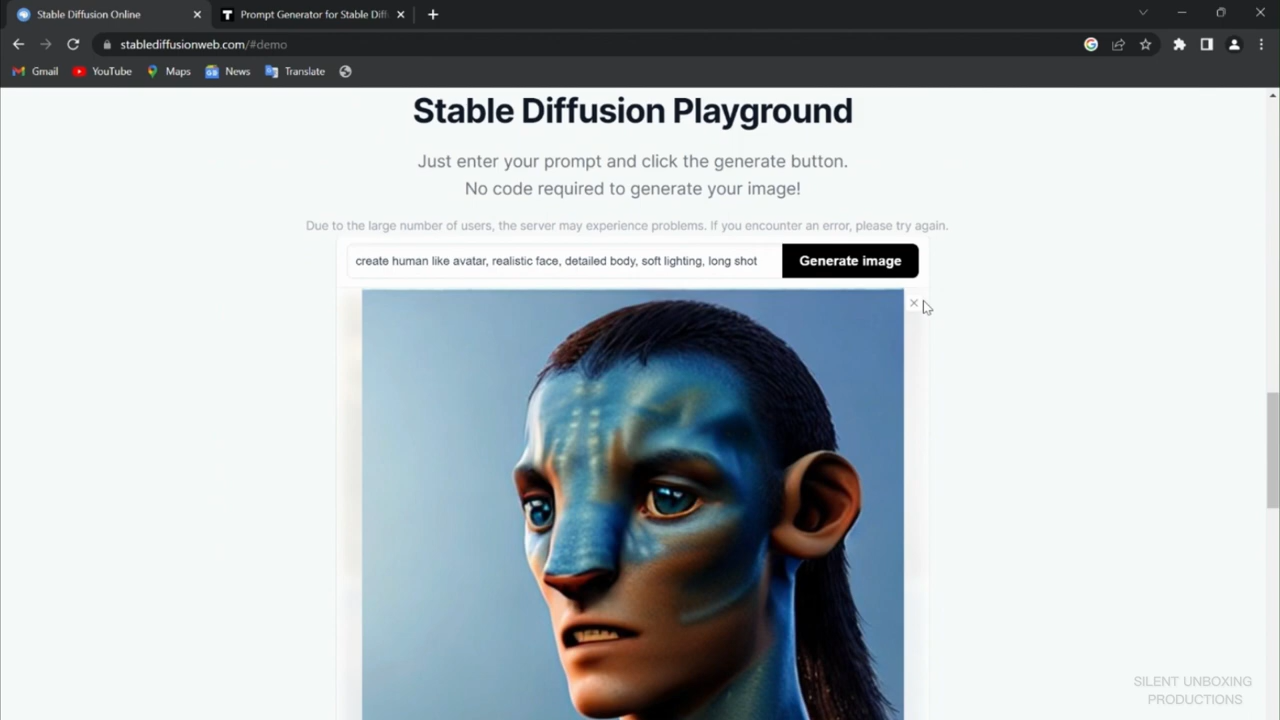 Stable Diffusion Online
Prompt Generator for Stable Diff
stablediffusionweb.com/#demo
Gmail
YouTube
Maps
News
Translate
Stable Diffusion Playground
Just enter your prompt and click the generate button.
No code required to generate your image!
Due to the large number of users, the server may experience problems. If you encounter an error, please try again.
create human like avatar, realistic face, detailed body, soft lighting, long shot
Generate image
SILENT UNBOXING
PRODUCTIONS